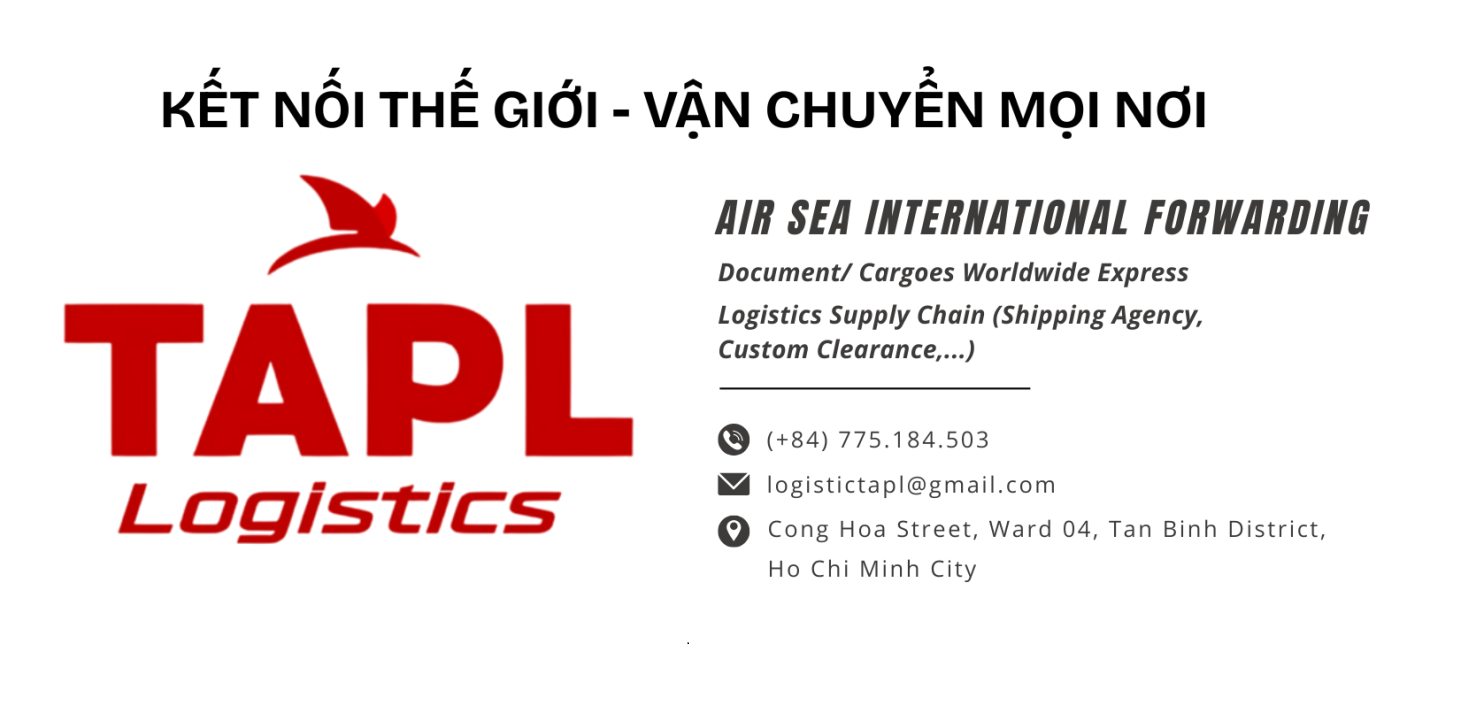 KẾT NỐI THẾ GIỚI - VẬN CHUYỂN MỌI NƠI
TAPL
Logistics
AIR SEA INTERNATIONAL FORWARDING
Document/ Cargoes Worldwide Express
Logistics Supply Chain (Shipping Agency,
Custom Clearance,...)
(+84) 775.184.503
logistictapl@gmail.com
Cong Hoa Street, Ward 04, Tan Binh District,
Ho Chi Minh City
.